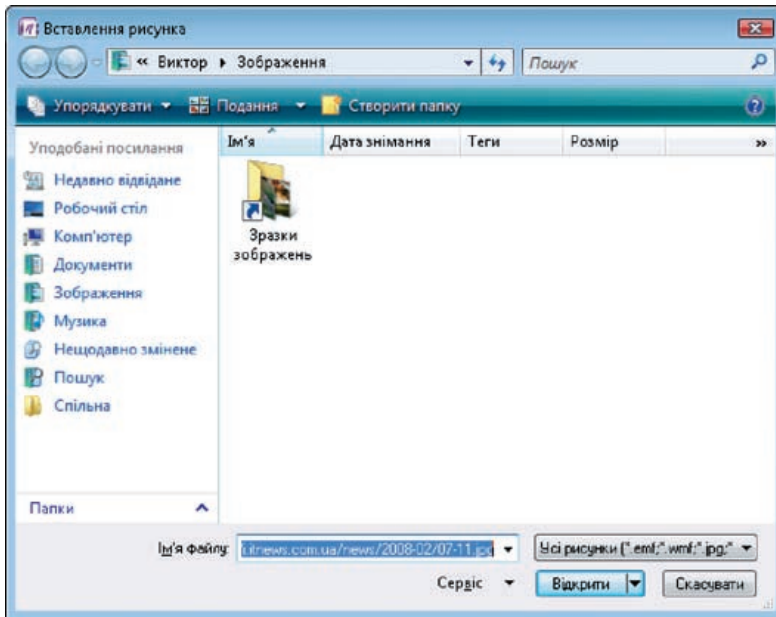 Вставлення рисунка
« Виктор ▸ Зображення
Пошук
Упорядкувати
Подання
Створити папку
Уподобані посилання
Недавно відвідане
Робочий стіл
Комп'ютер
Документи
Зображення
Музика
Нещодавно змінене
Пошук
Спільна
Папки
Ім'я
Дата знімання
Теги
Розмір
»
Зразки
зображень
Ім'я файлу:
itnews.com.ua/news/2008-02/07-11.jpg
Усі рисунки (*.emf;*.wmf;*.jpg;*
Сервіс
Відкрити
Скасувати